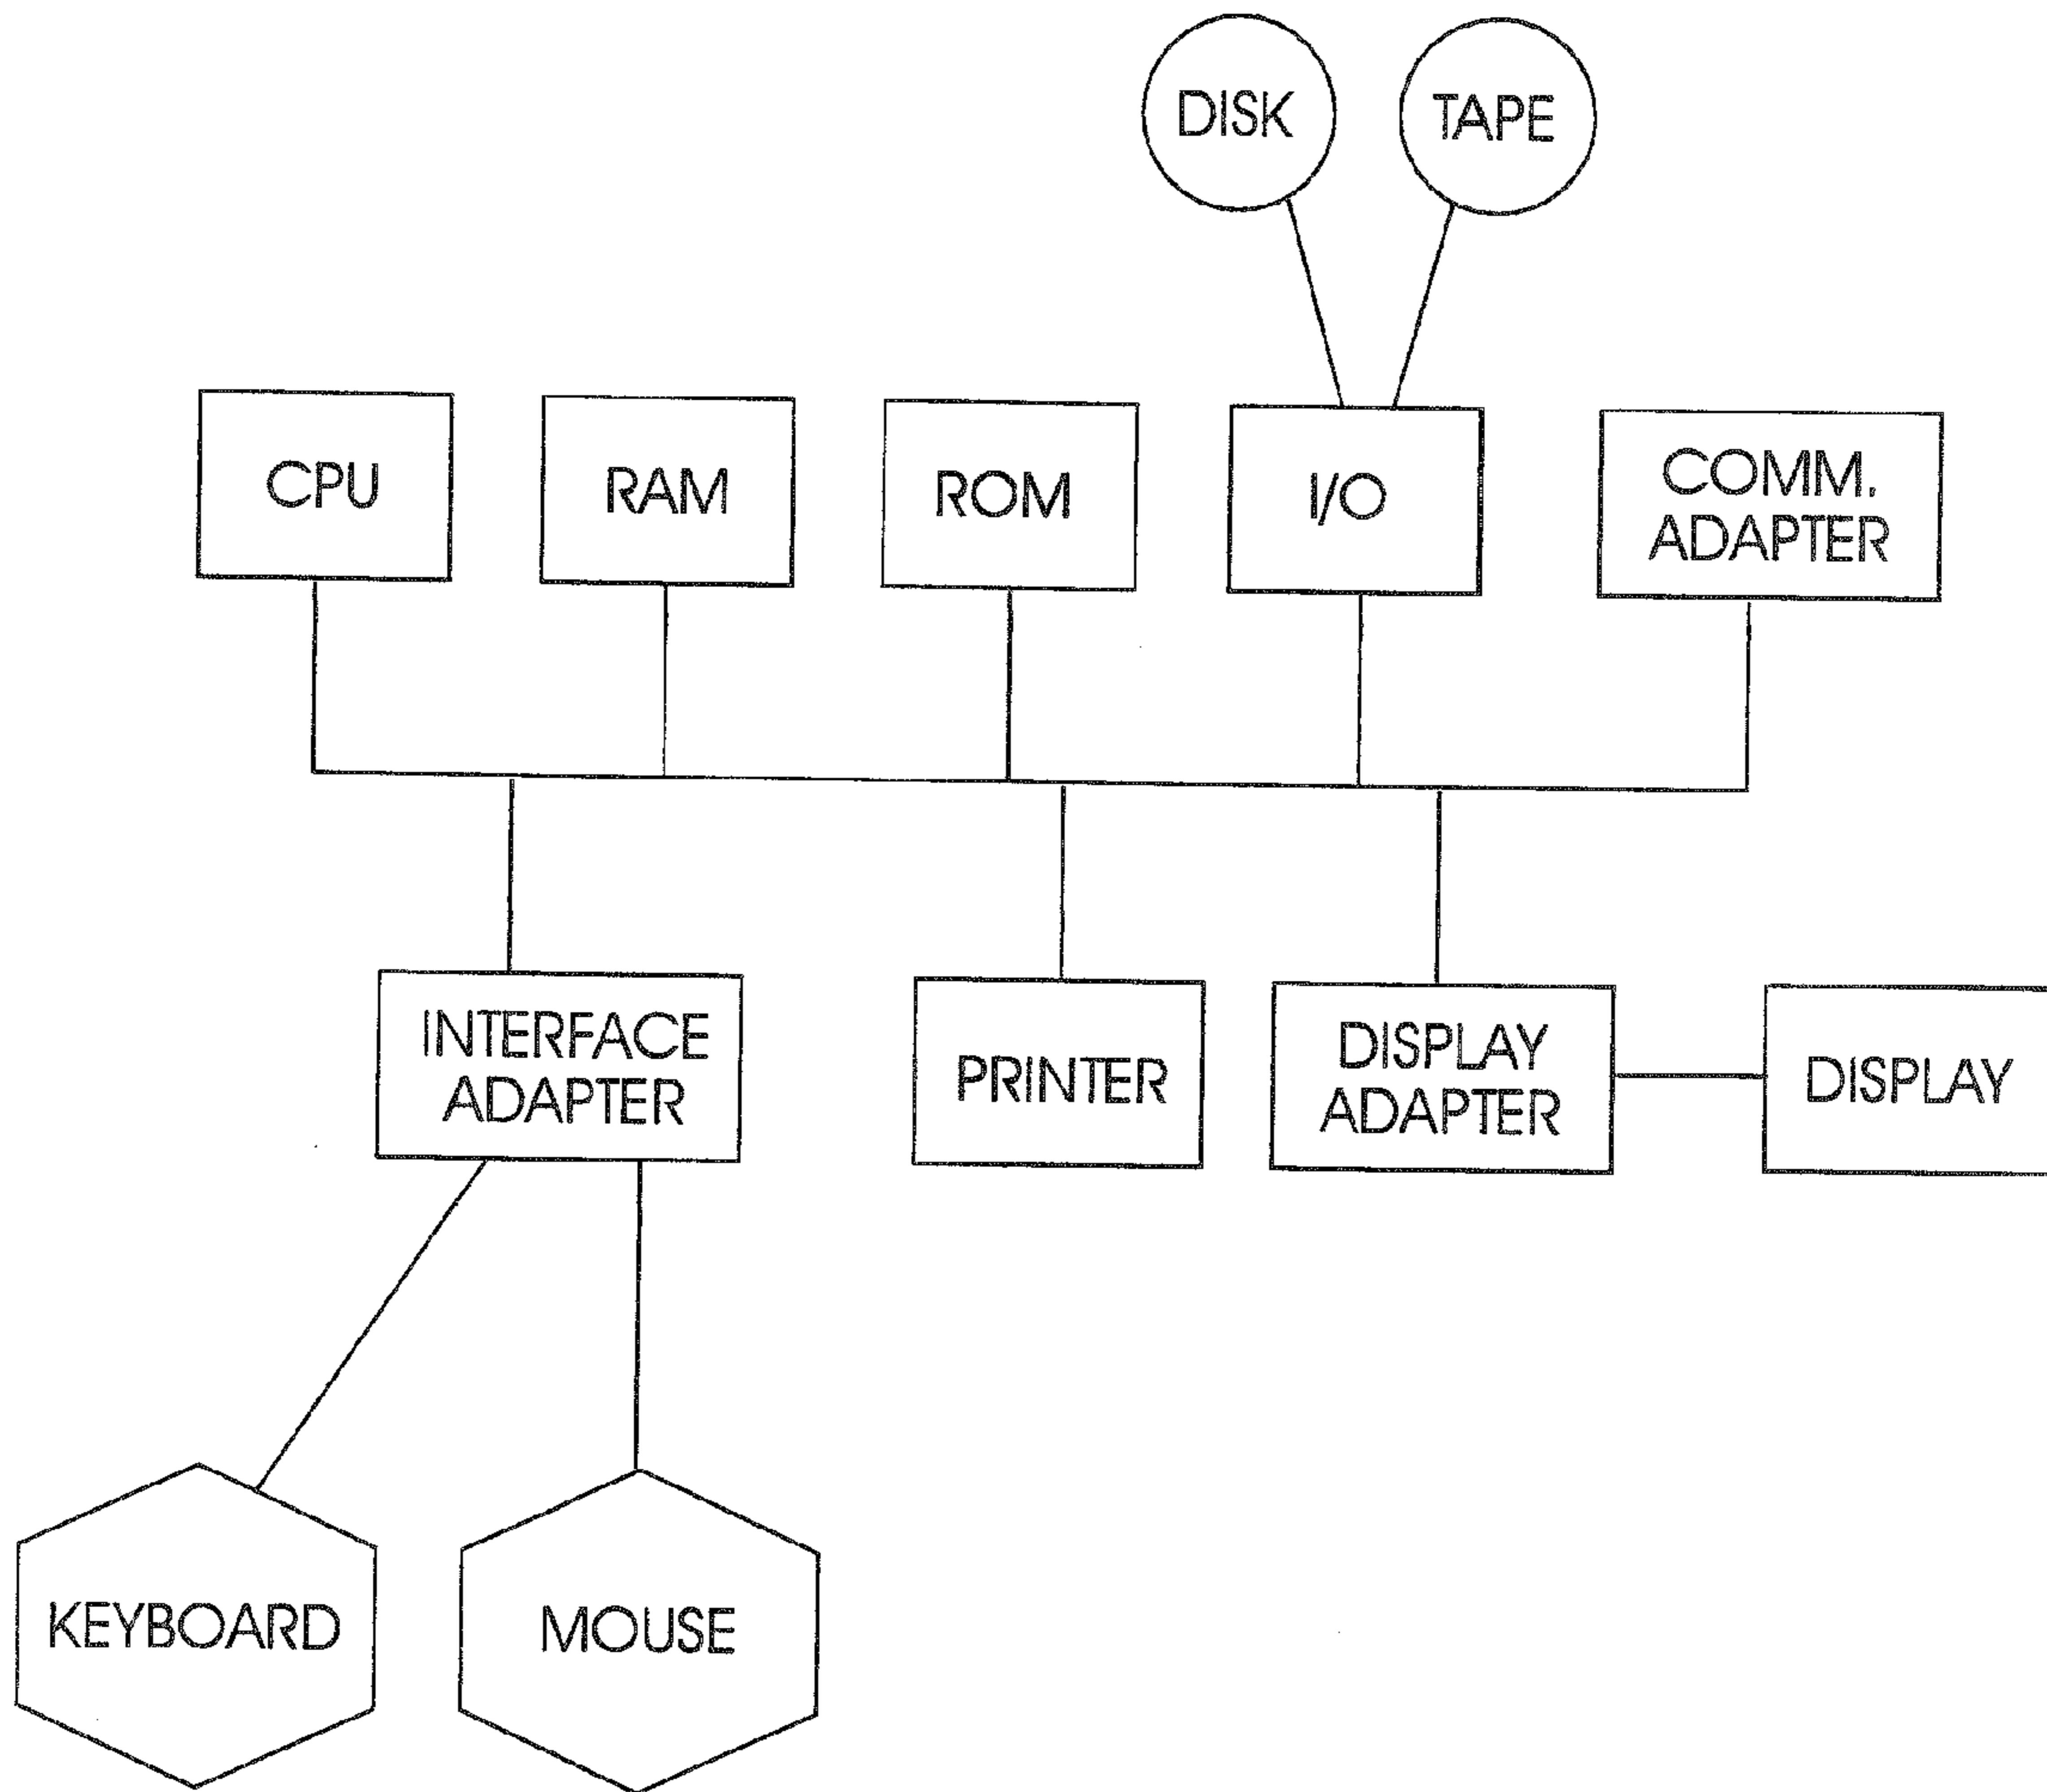 DISK
TAPE
CPU
RAM
ROM
I/O
COMM.
ADAPTER
INTERFACE
ADAPTER
PRINTER
DISPLAY
ADAPTER
DISPLAY
KEYBOARD
MOUSE